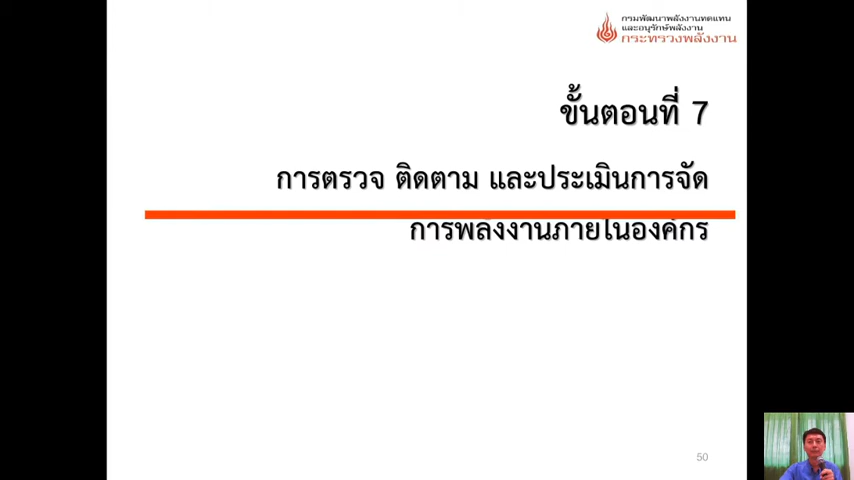 กรมพัฒนาพลังงานทดแทน
และอนุรักษ์พลังงาน
กระทรวงพลังงาน
ขั้นตอนที่ 7
การตรวจ ติดตาม และประเมินการจัด
การพลังงานภายในองค์กร
50